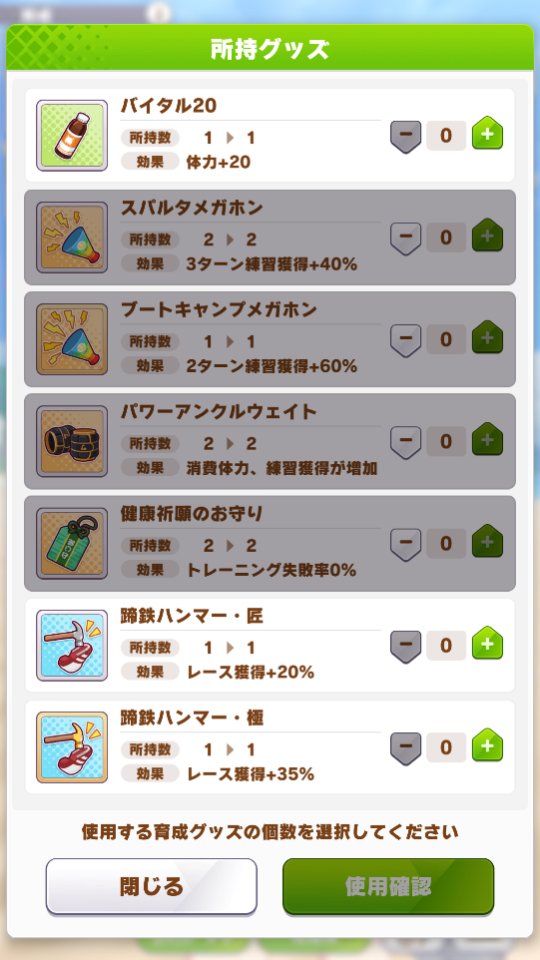 所持グッズ
バイタル20
所持数 1 1
効果 体力+20
0
スパルタメガホン
所持数 2 2
効果 3ターン練習獲得+40%
0
ブートキャンプメガホン
所持数 1 1
効果 2ターン練習獲得+60%
0
パワーアンクルウェイト
所持数 2 2
効果 消費体力、練習獲得が増加
0
健康祈願のお守り
所持数 2 2
効果 トレーニング失敗率0%
0
蹄鉄ハンマー・匠
所持数 1 1
効果 レース獲得+20%
0
蹄鉄ハンマー・極
所持数 1 1
効果 レース獲得+35%
0
使用する育成グッズの個数を選択してください
閉じる
使用確認